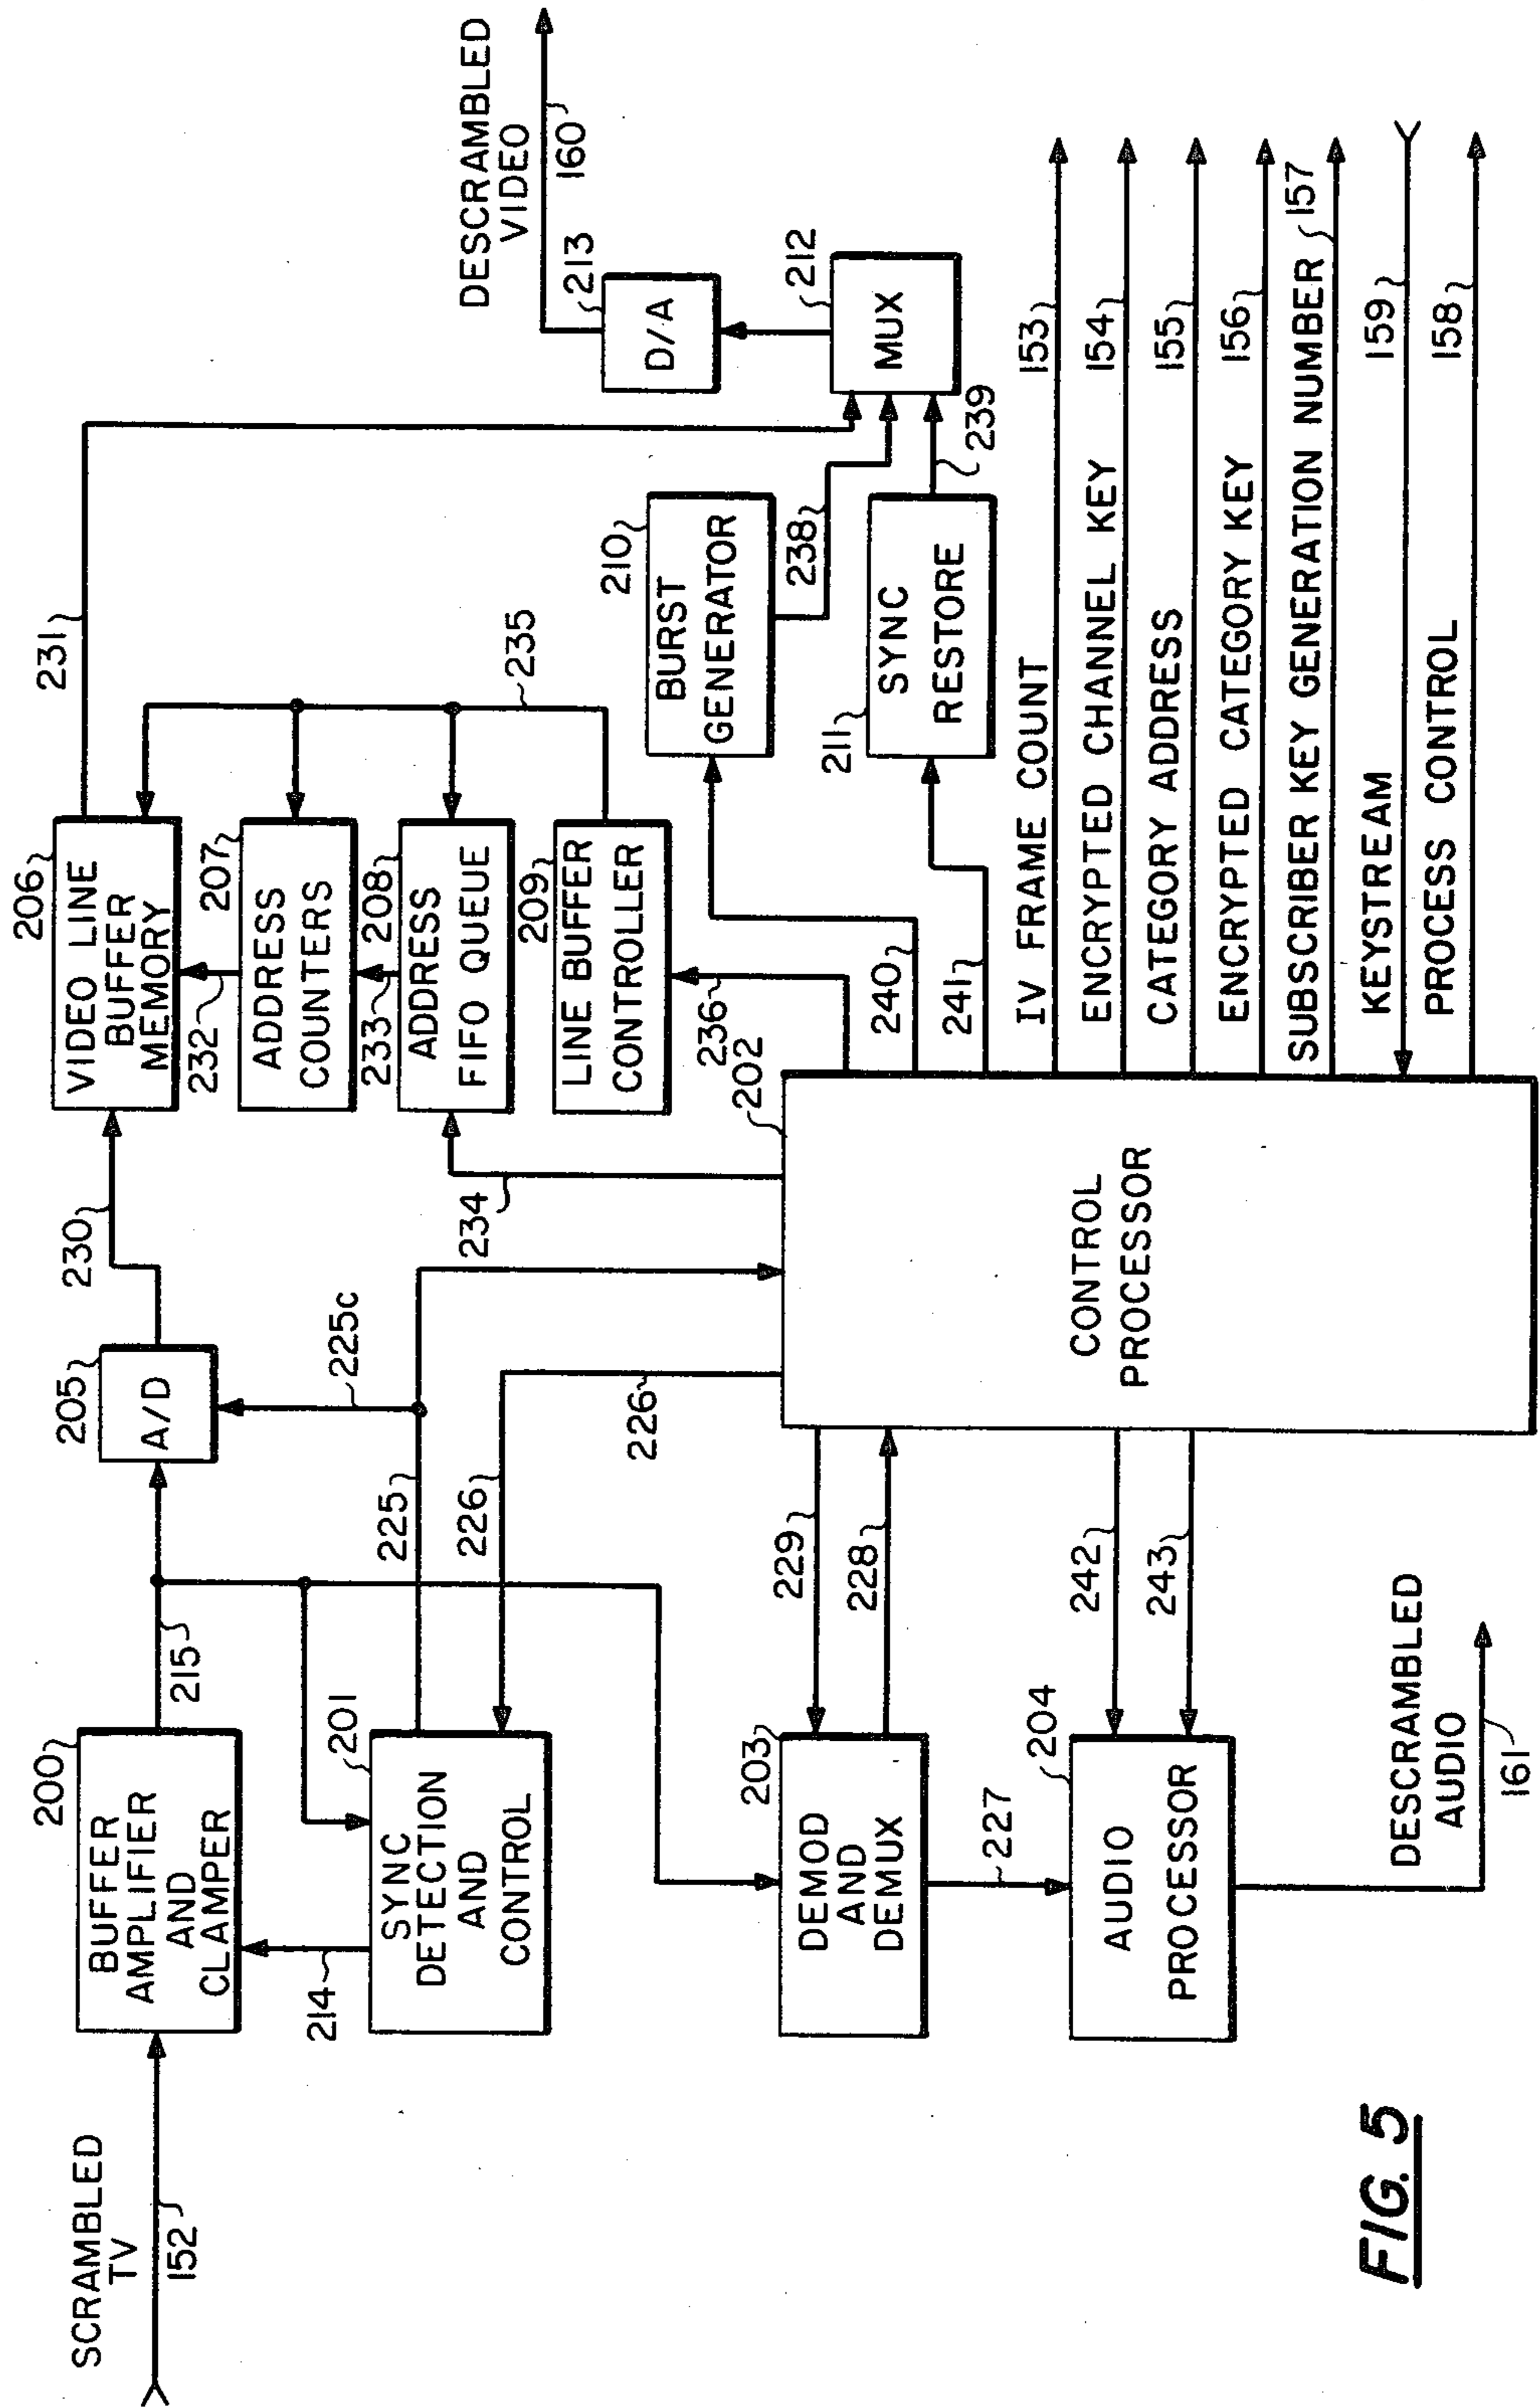 SCRAMBLED
TV
152
BUFFER
AMPLIFIER
AND
CLAMPER
200
214
215
SYNC
DETECTION
AND
CONTROL
201
225
226
225c
226
A/D
205
230
VIDEO LINE
BUFFER
MEMORY
206
231
232
ADDRESS
COUNTERS
207
233
ADDRESS
FIFO QUEUE
208
234
LINE BUFFER
CONTROLLER
209
235
236
BURST
GENERATOR
210
238
240
SYNC
RESTORE
211
239
241
MUX
212
D/A
213
DESCRAMBLED
VIDEO
160
DEMOD
AND
DEMUX
203
229
228
227
AUDIO
PROCESSOR
204
242
243
DESCRAMBLED
AUDIO
161
CONTROL
PROCESSOR
202
IV FRAME COUNT 153
ENCRYPTED CHANNEL KEY 154
CATEGORY ADDRESS 155
ENCRYPTED CATEGORY KEY 156
SUBSCRIBER KEY GENERATION NUMBER 157
KEYSTREAM 159
PROCESS CONTROL 158
FIG. 5